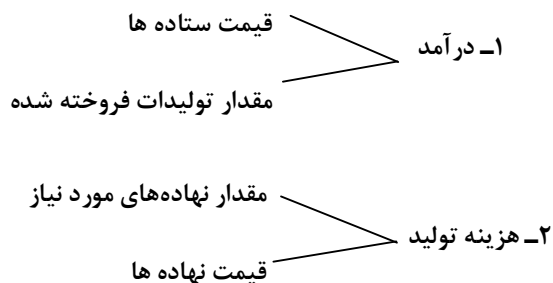 قیمت ستاده ها
۱ـ درآمد
مقدار تولیدات فروخته شده
مقدار نهاده‌های مورد نیاز
۲ـ هزینه تولید
قیمت نهاده ها